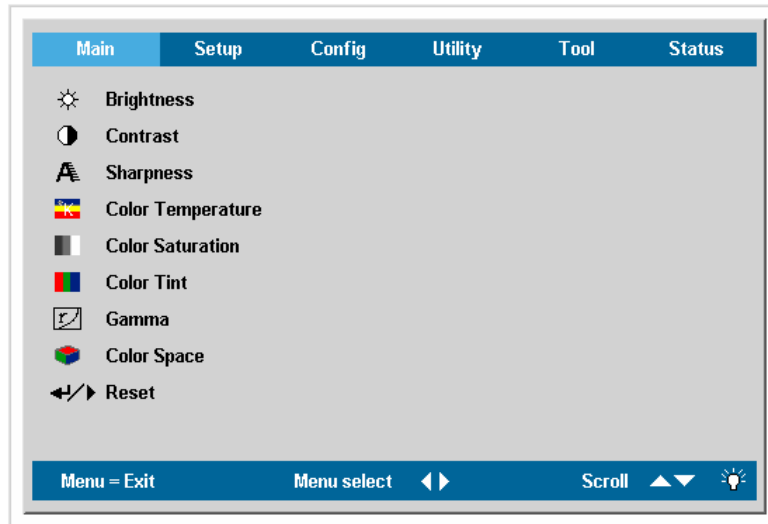 Main Setup Config Utility Tool Status
Brightness
Contrast
Sharpness
°K Color Temperature
Color Saturation
Color Tint
r Gamma
Color Space
Reset
Menu = Exit Menu select Scroll